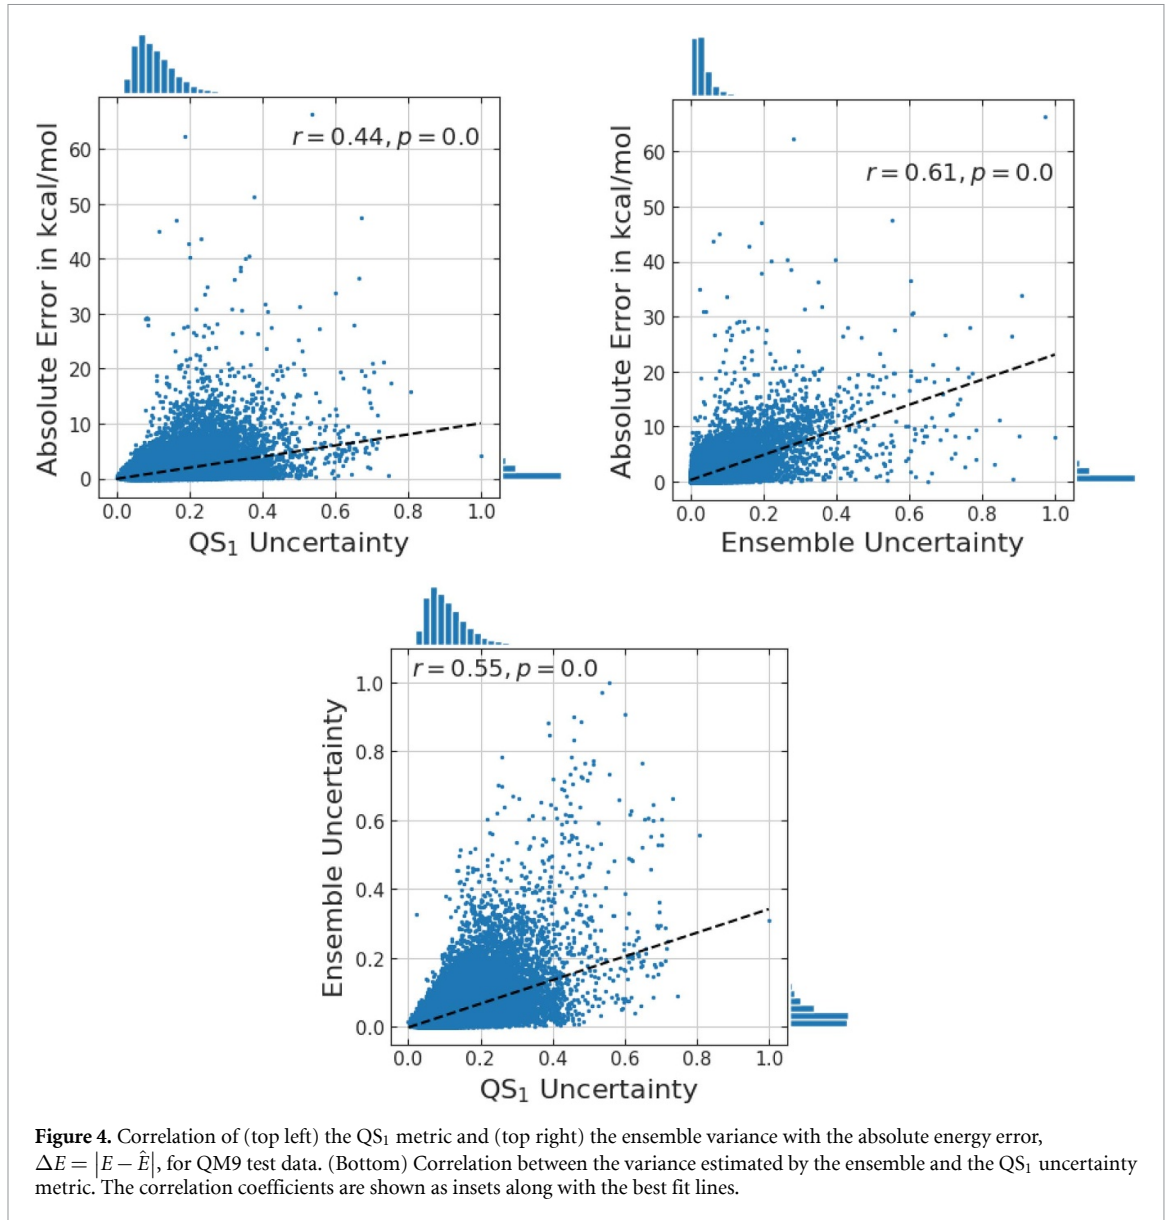 r = 0.44, p = 0.0
Absolute Error in kcal/mol
60
50
40
30
20
10
0
0.0 0.2 0.4 0.6 0.8 1.0
QS₁ Uncertainty
r = 0.61, p = 0.0
Absolute Error in kcal/mol
60
50
40
30
20
10
0
0.0 0.2 0.4 0.6 0.8 1.0
Ensemble Uncertainty
r = 0.55, p = 0.0
Ensemble Uncertainty
1.0
0.8
0.6
0.4
0.2
0.0
0.0 0.2 0.4 0.6 0.8 1.0
QS₁ Uncertainty
Figure 4. Correlation of (top left) the QS₁ metric and (top right) the ensemble variance with the absolute energy error,
ΔE = |E − Ê|, for QM9 test data. (Bottom) Correlation between the variance estimated by the ensemble and the QS₁ uncertainty
metric. The correlation coefficients are shown as insets along with the best fit lines.